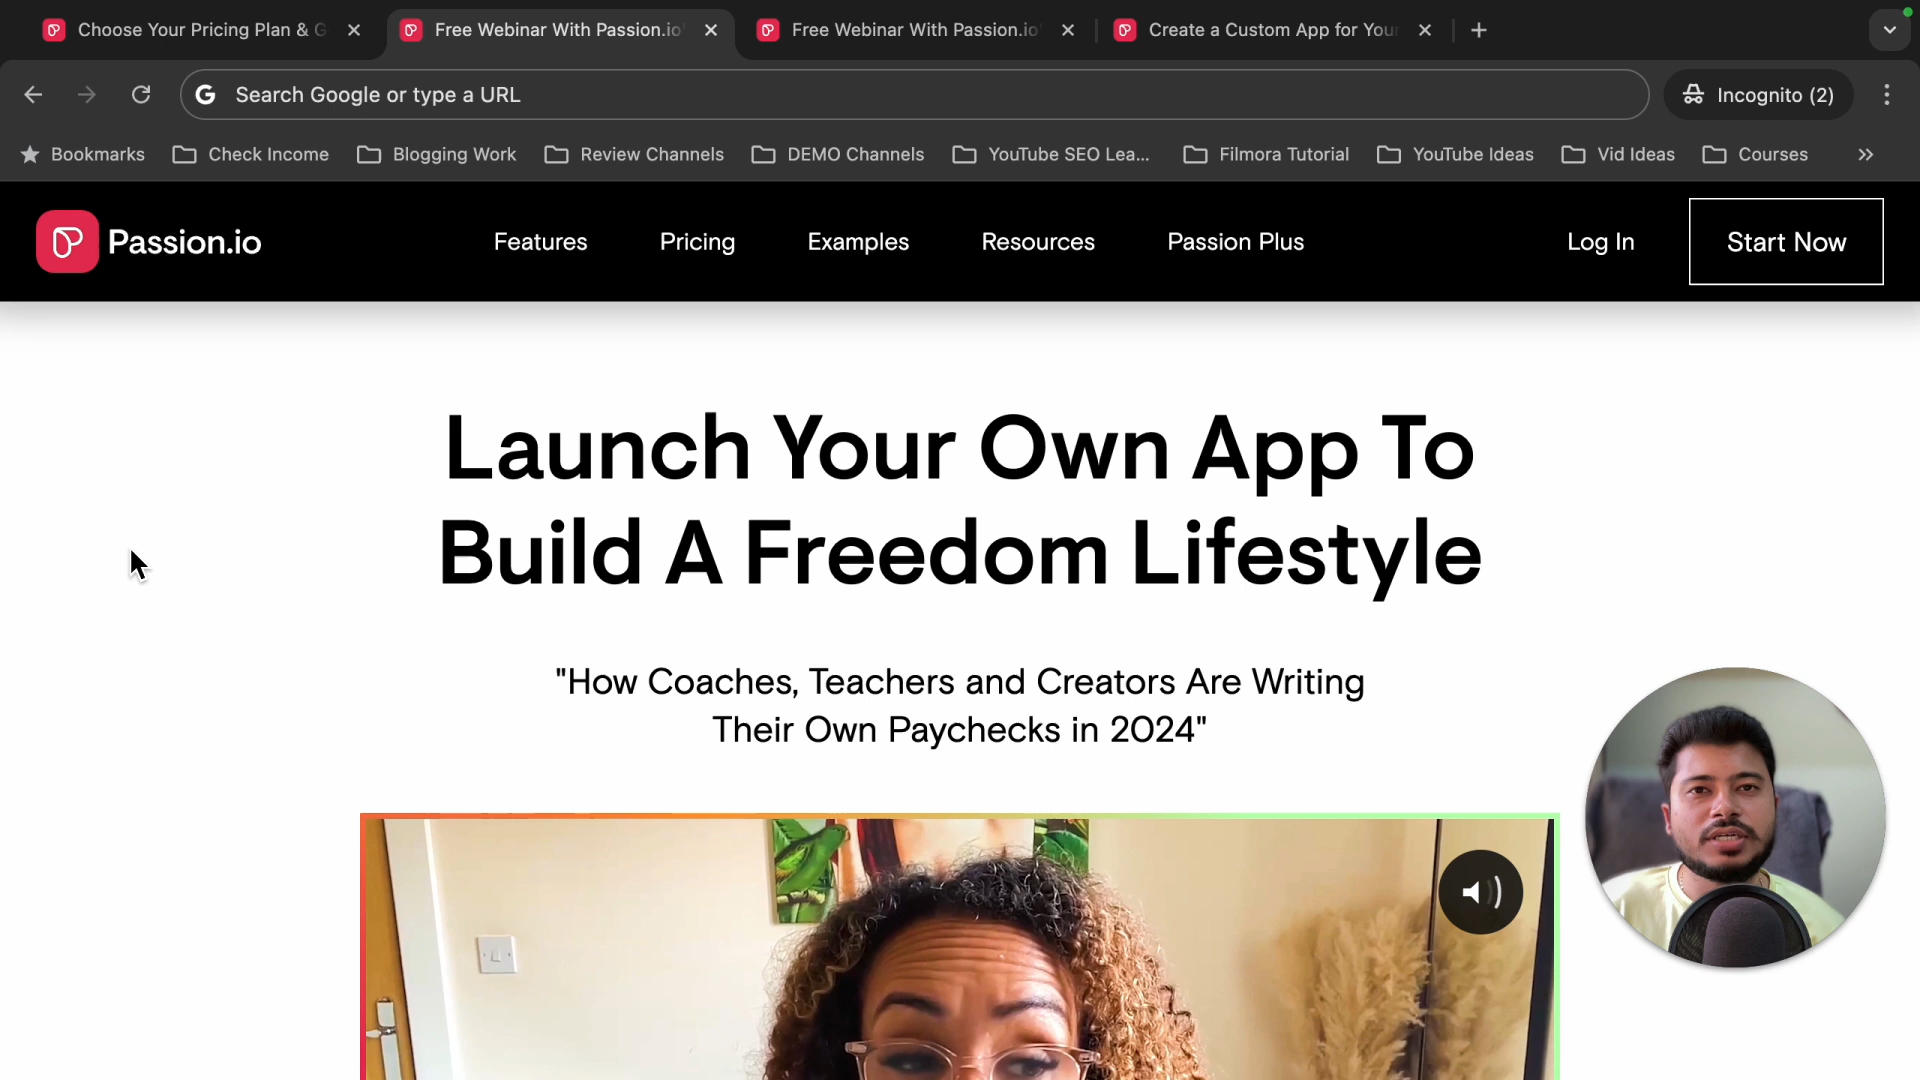 Choose Your Pricing Plan & G
Free Webinar With Passion.io'
Free Webinar With Passion.io'
Create a Custom App for Your
Search Google or type a URL
Incognito (2)
Bookmarks
Check Income
Blogging Work
Review Channels
DEMO Channels
YouTube SEO Lea...
Filmora Tutorial
YouTube Ideas
Vid Ideas
Courses
Passion.io
Features
Pricing
Examples
Resources
Passion Plus
Log In
Start Now
Launch Your Own App To
Build A Freedom Lifestyle
"How Coaches, Teachers and Creators Are Writing
Their Own Paychecks in 2024"